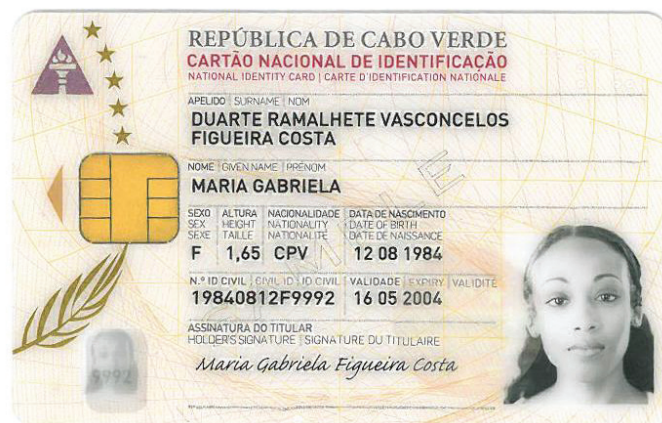 REPÚBLICA DE CABO VERDE
CARTÃO NACIONAL DE IDENTIFICAÇÃO
NATIONAL IDENTITY CARD | CARTE D'IDENTIFICATION NATIONALE
APELIDO | SURNAME | NOM
DUARTE RAMALHETE VASCONCELOS
FIGUEIRA COSTA
NOME | GIVEN NAME | PRÉNOM
MARIA GABRIELA
SEXO ALTURA NACIONALIDADE DATA DE NASCIMENTO
SEX HEIGHT NATIONALITY DATE OF BIRTH
SEXE TAILLE NATIONALITÉ DATE DE NAISSANCE
F 1,65 CPV 12 08 1984
N.º ID CIVIL | CIVIL ID | ID CIVIL VALIDADE | EXPIRY | VALIDITÉ
19840812F9992 16 05 2004
ASSINATURA DO TITULAR
HOLDER'S SIGNATURE | SIGNATURE DU TITULAIRE
Maria Gabriela Figueira Costa
9992